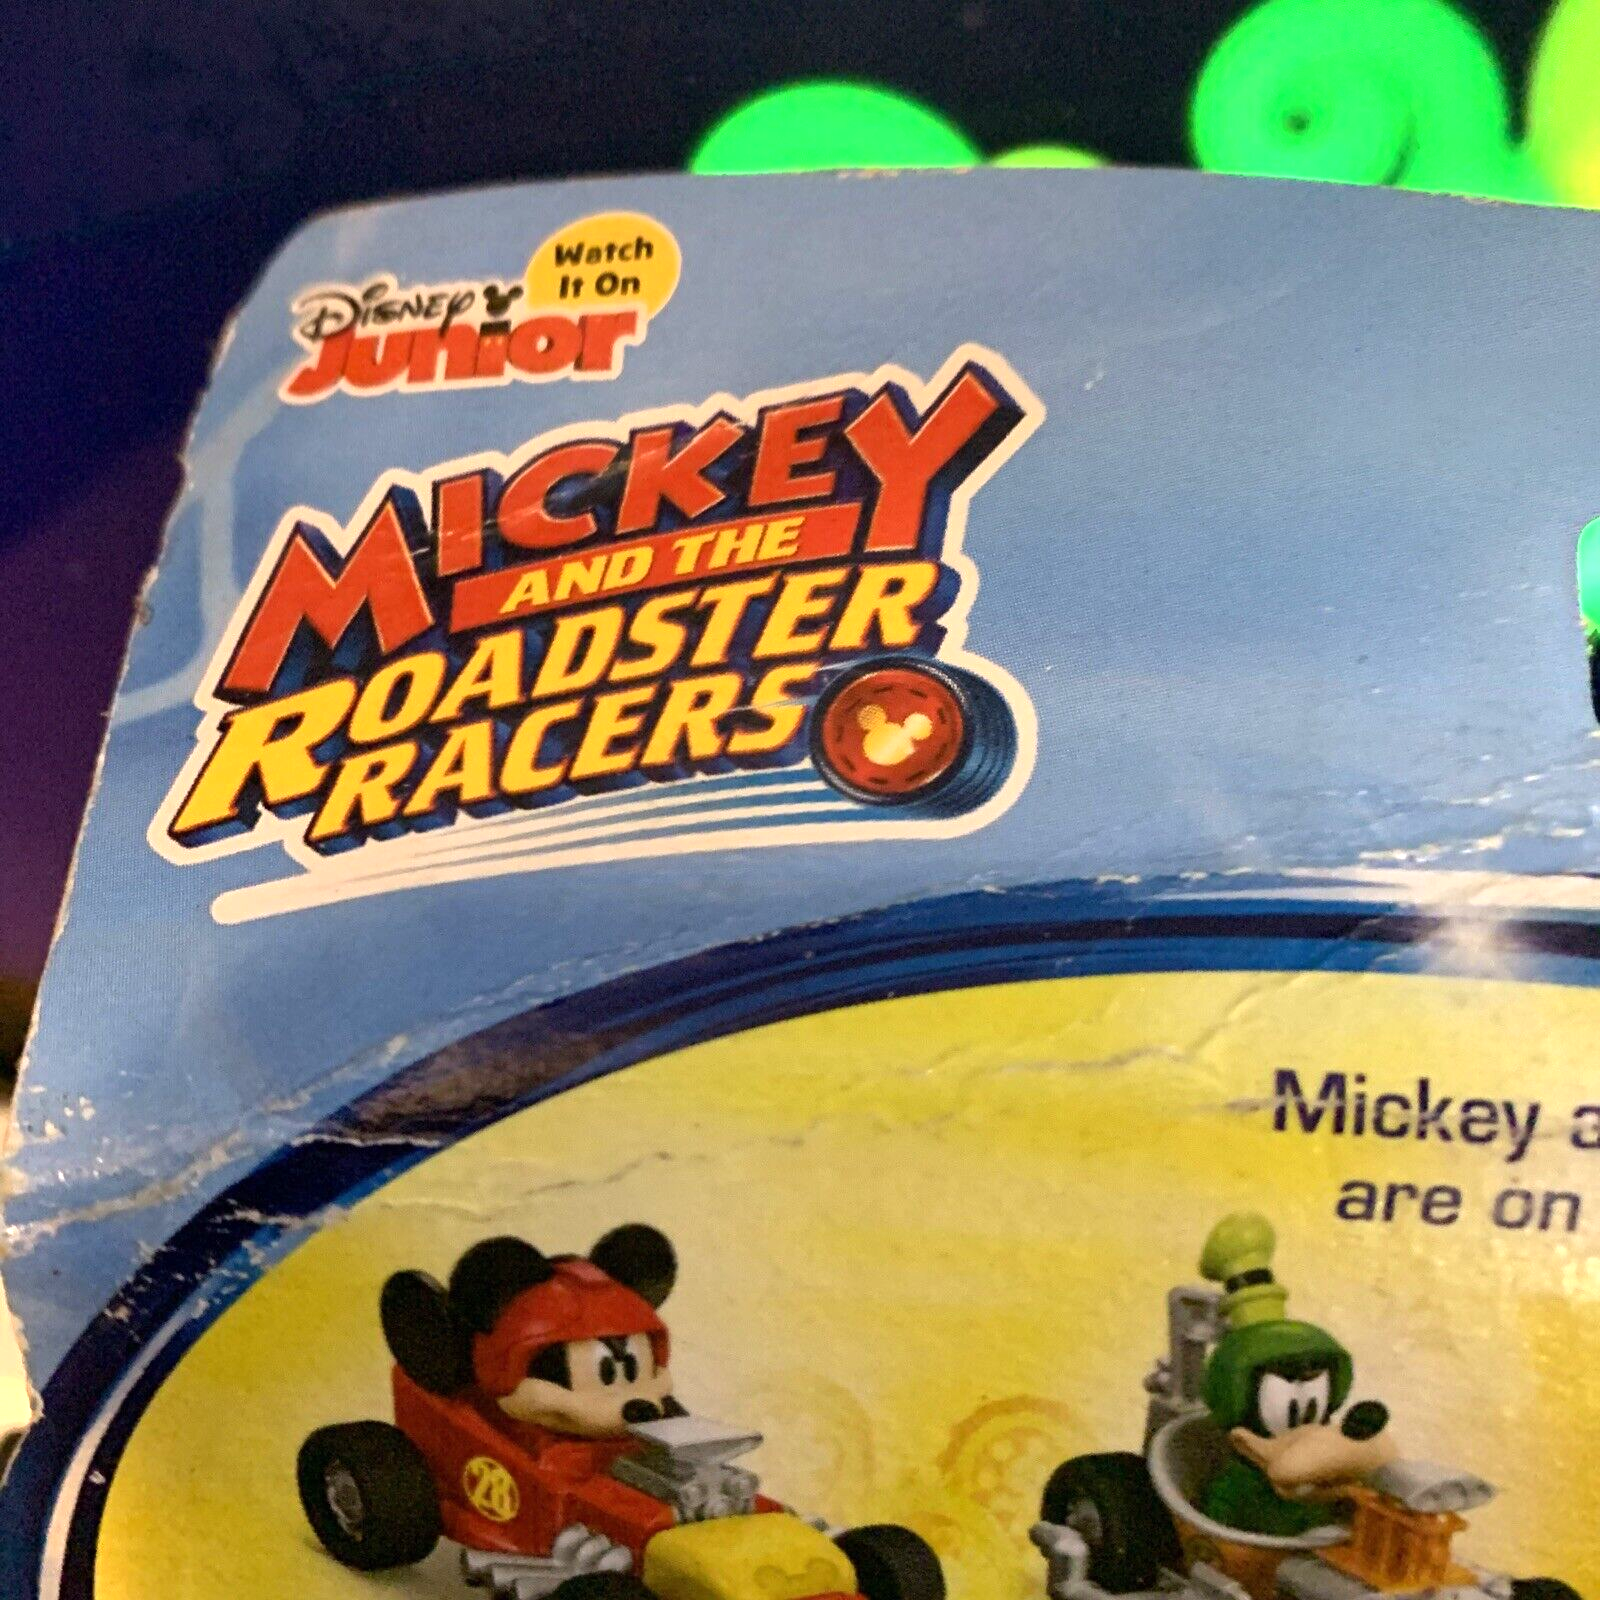 Watch
It On
Disney
Junior
MICKEY
AND THE
ROADSTER
RACERS
Mickey a
are on
28